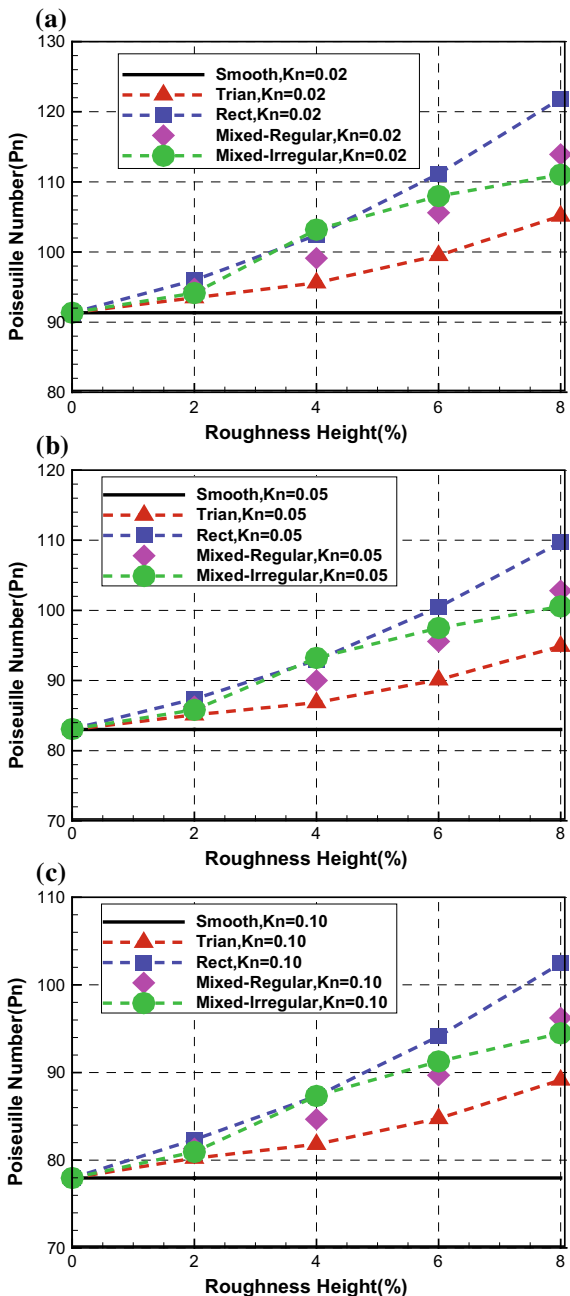 (a)
130
120
110
100
90
80
Poiseuille Number(Pn)
Smooth,Kn=0.02
Trian,Kn=0.02
Rect,Kn=0.02
Mixed-Regular,Kn=0.02
Mixed-Irregular,Kn=0.02
0 2 4 6 8
Roughness Height(%)
(b)
120
110
100
90
80
70
Poiseuille Number(Pn)
Smooth,Kn=0.05
Trian,Kn=0.05
Rect,Kn=0.05
Mixed-Regular,Kn=0.05
Mixed-Irregular,Kn=0.05
0 2 4 6 8
Roughness Height(%)
(c)
110
100
90
80
70
Poiseuille Number(Pn)
Smooth,Kn=0.10
Trian,Kn=0.10
Rect,Kn=0.10
Mixed-Regular,Kn=0.10
Mixed-Irregular,Kn=0.10
0 2 4 6 8
Roughness Height(%)